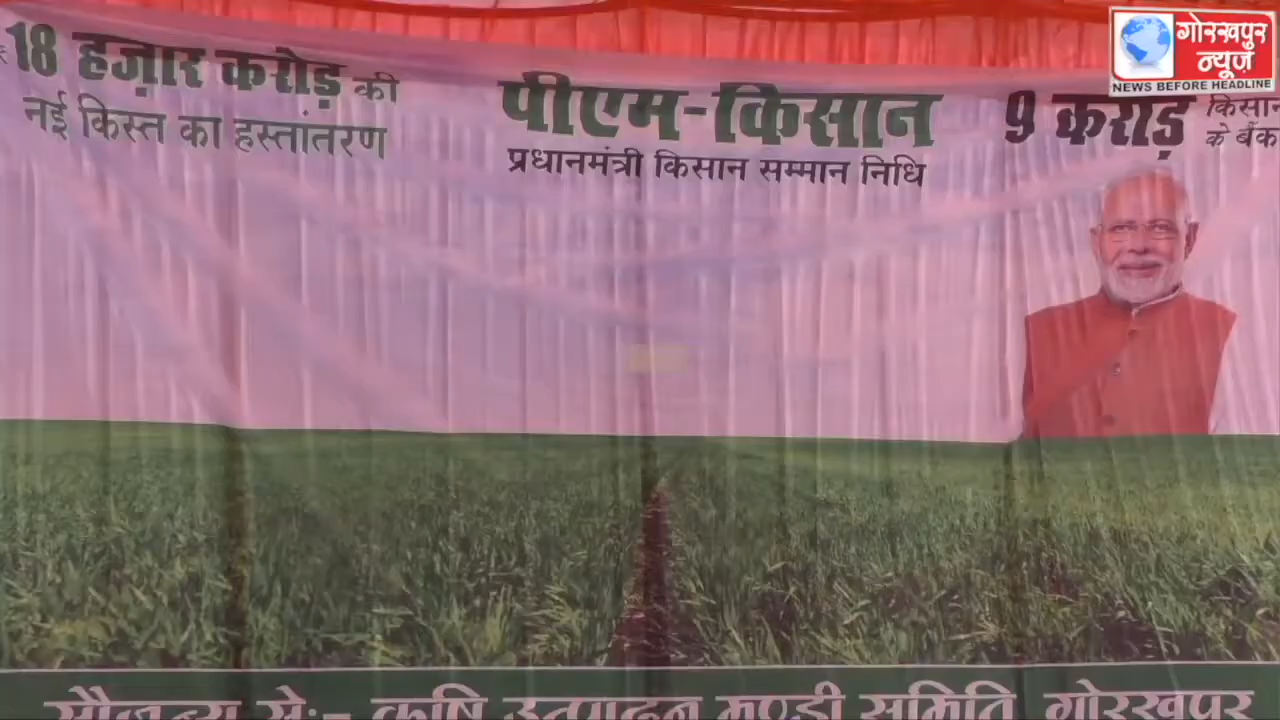 ₹18 हज़ार करोड़ की
नई किस्त का हस्तांतरण
पीएम-किसान
प्रधानमंत्री किसान सम्मान निधि
9 करोड़ किसान
के बैंक
गोरखपुर
न्यूज़
NEWS BEFORE HEADLINE
सौजन्य से:- कृषि उत्पादन मण्डी समिति, गोरखपुर